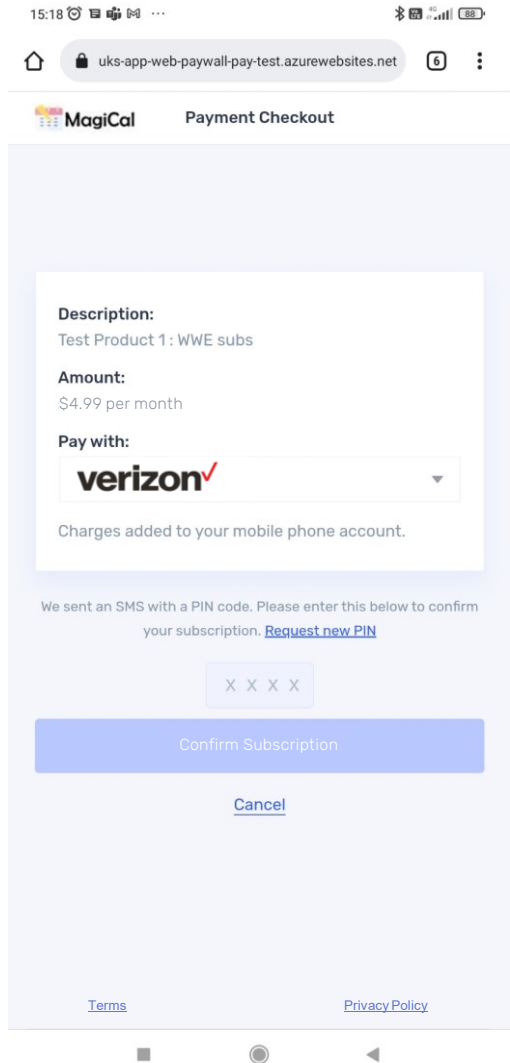 15:18
4G
88
uks-app-web-paywall-pay-test.azurewebsites.net
6
MagiCal
Payment Checkout
Description:
Test Product 1 : WWE subs
Amount:
$4.99 per month
Pay with:
verizon
Charges added to your mobile phone account.
We sent an SMS with a PIN code. Please enter this below to confirm
your subscription. Request new PIN
X X X X
Confirm Subscription
Cancel
Terms
Privacy Policy